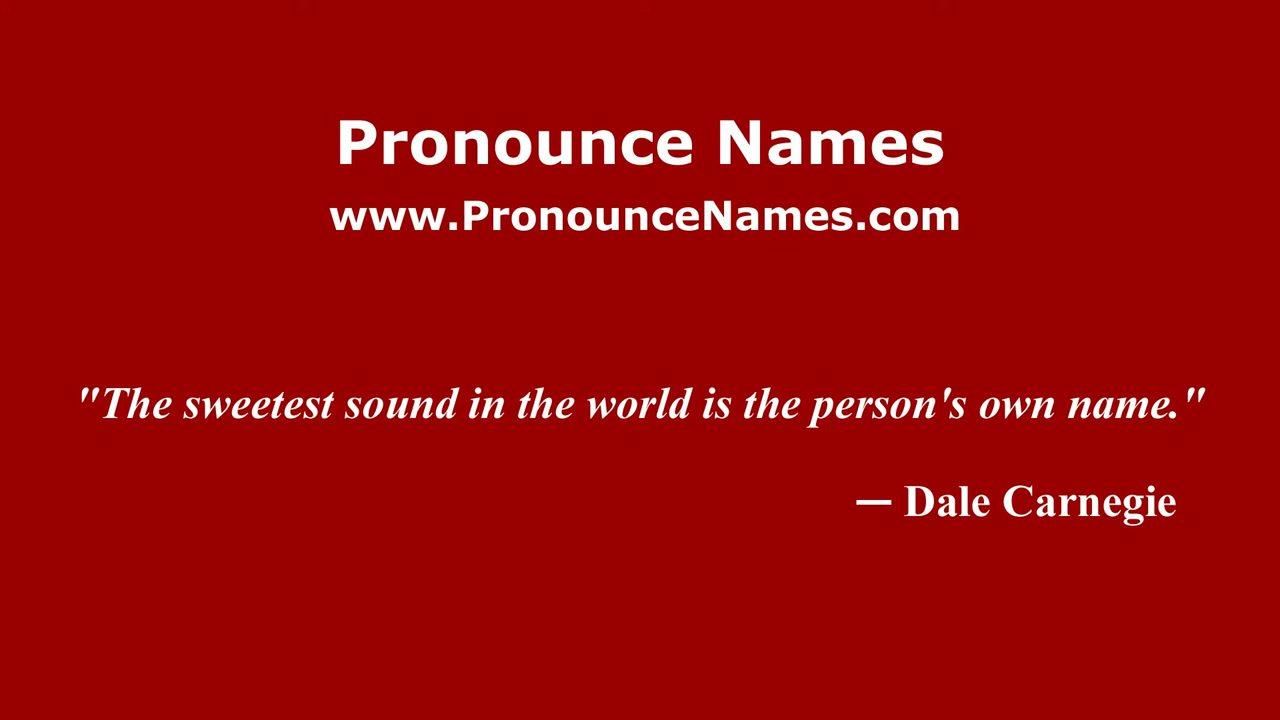 Pronounce Names
www.PronounceNames.com
"The sweetest sound in the world is the person's own name."
— Dale Carnegie